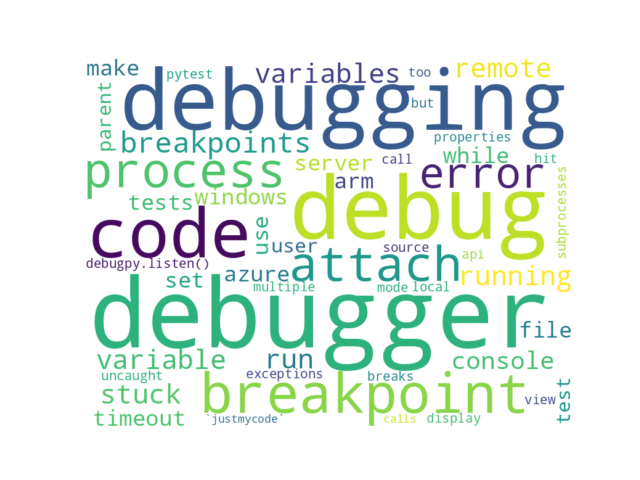 make
pytest
variables
too
remote
debugging
but
parent
breakpoints
properties
process
server
call
while
hit
error
arm
subprocesses
tests
windows
debug
code
use
user
source
api
debugpy.listen()
attach
azure
running
set
multiple
mode
local
debugger
file
variable
run
console
uncaught
exceptions
breaks
stuck
breakpoint
view
test
timeout
`justmycode`
calls
display